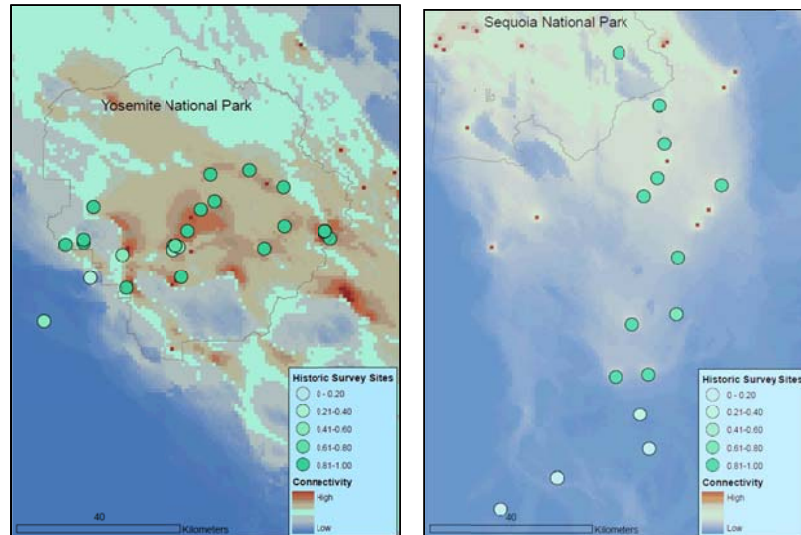 Yosemite National Park
Historic Survey Sites
0 - 0.20
0.21-0.40
0.41-0.60
0.61-0.80
0.81-1.00
Connectivity
High
Low
40
Kilometers
Sequoia National Park
Historic Survey Sites
0 - 0.20
0.21-0.40
0.41-0.60
0.61-0.80
0.81-1.00
Connectivity
High
Low
40
Kilometers